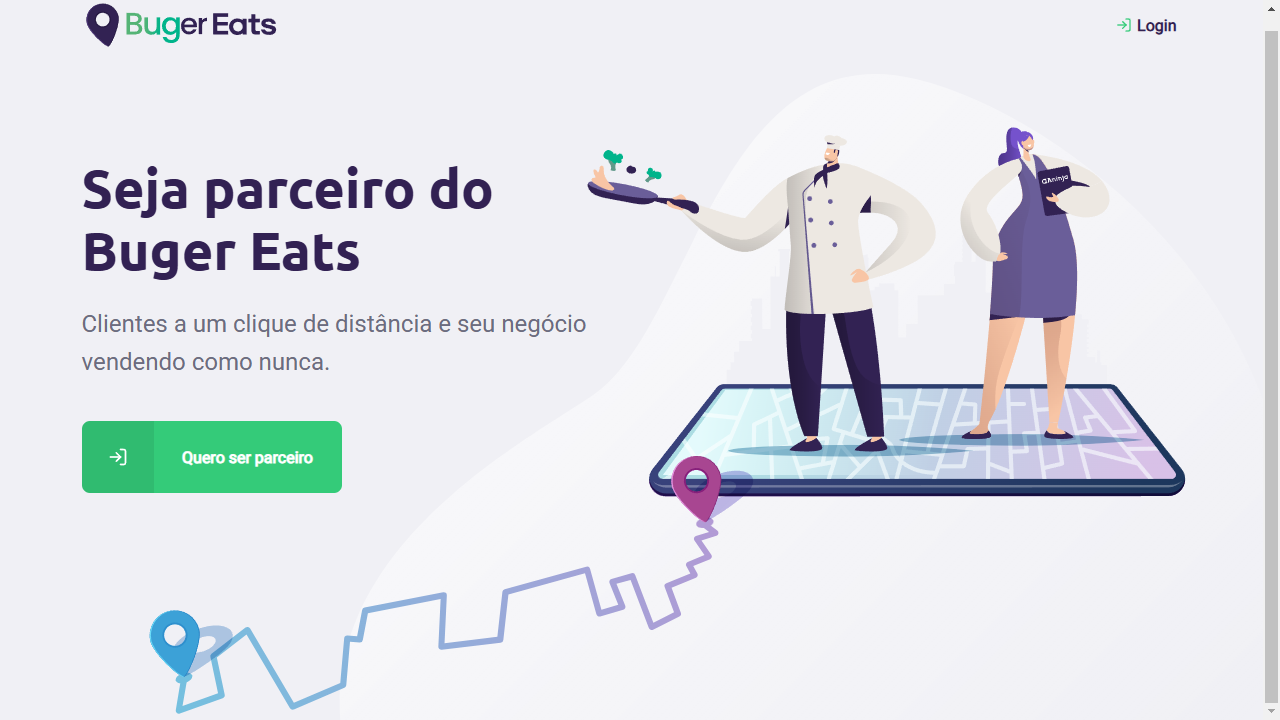 Buger Eats
Login
Seja parceiro do
Buger Eats
Clientes a um clique de distância e seu negócio
vendendo como nunca.
Quero ser parceiro
QAninja